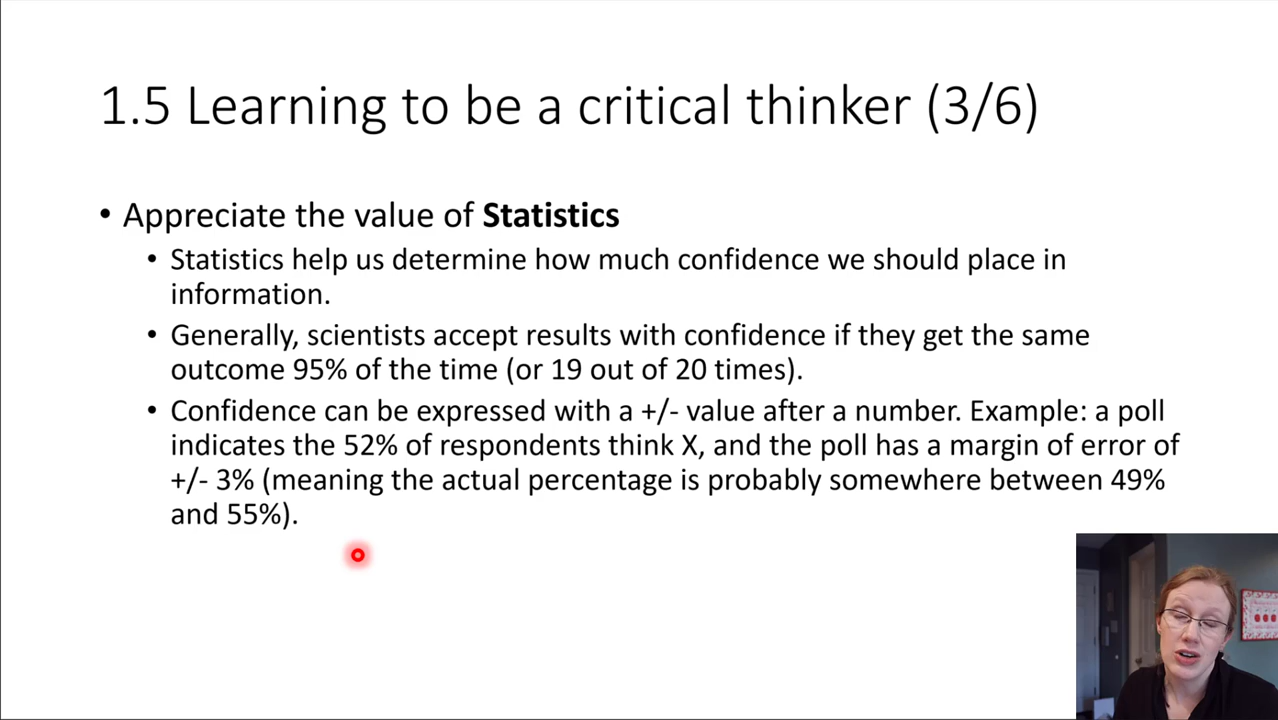 1.5 Learning to be a critical thinker (3/6)
• Appreciate the value of Statistics
• Statistics help us determine how much confidence we should place in
information.
• Generally, scientists accept results with confidence if they get the same
outcome 95% of the time (or 19 out of 20 times).
• Confidence can be expressed with a +/- value after a number. Example: a poll
indicates the 52% of respondents think X, and the poll has a margin of error of
+/- 3% (meaning the actual percentage is probably somewhere between 49%
and 55%).